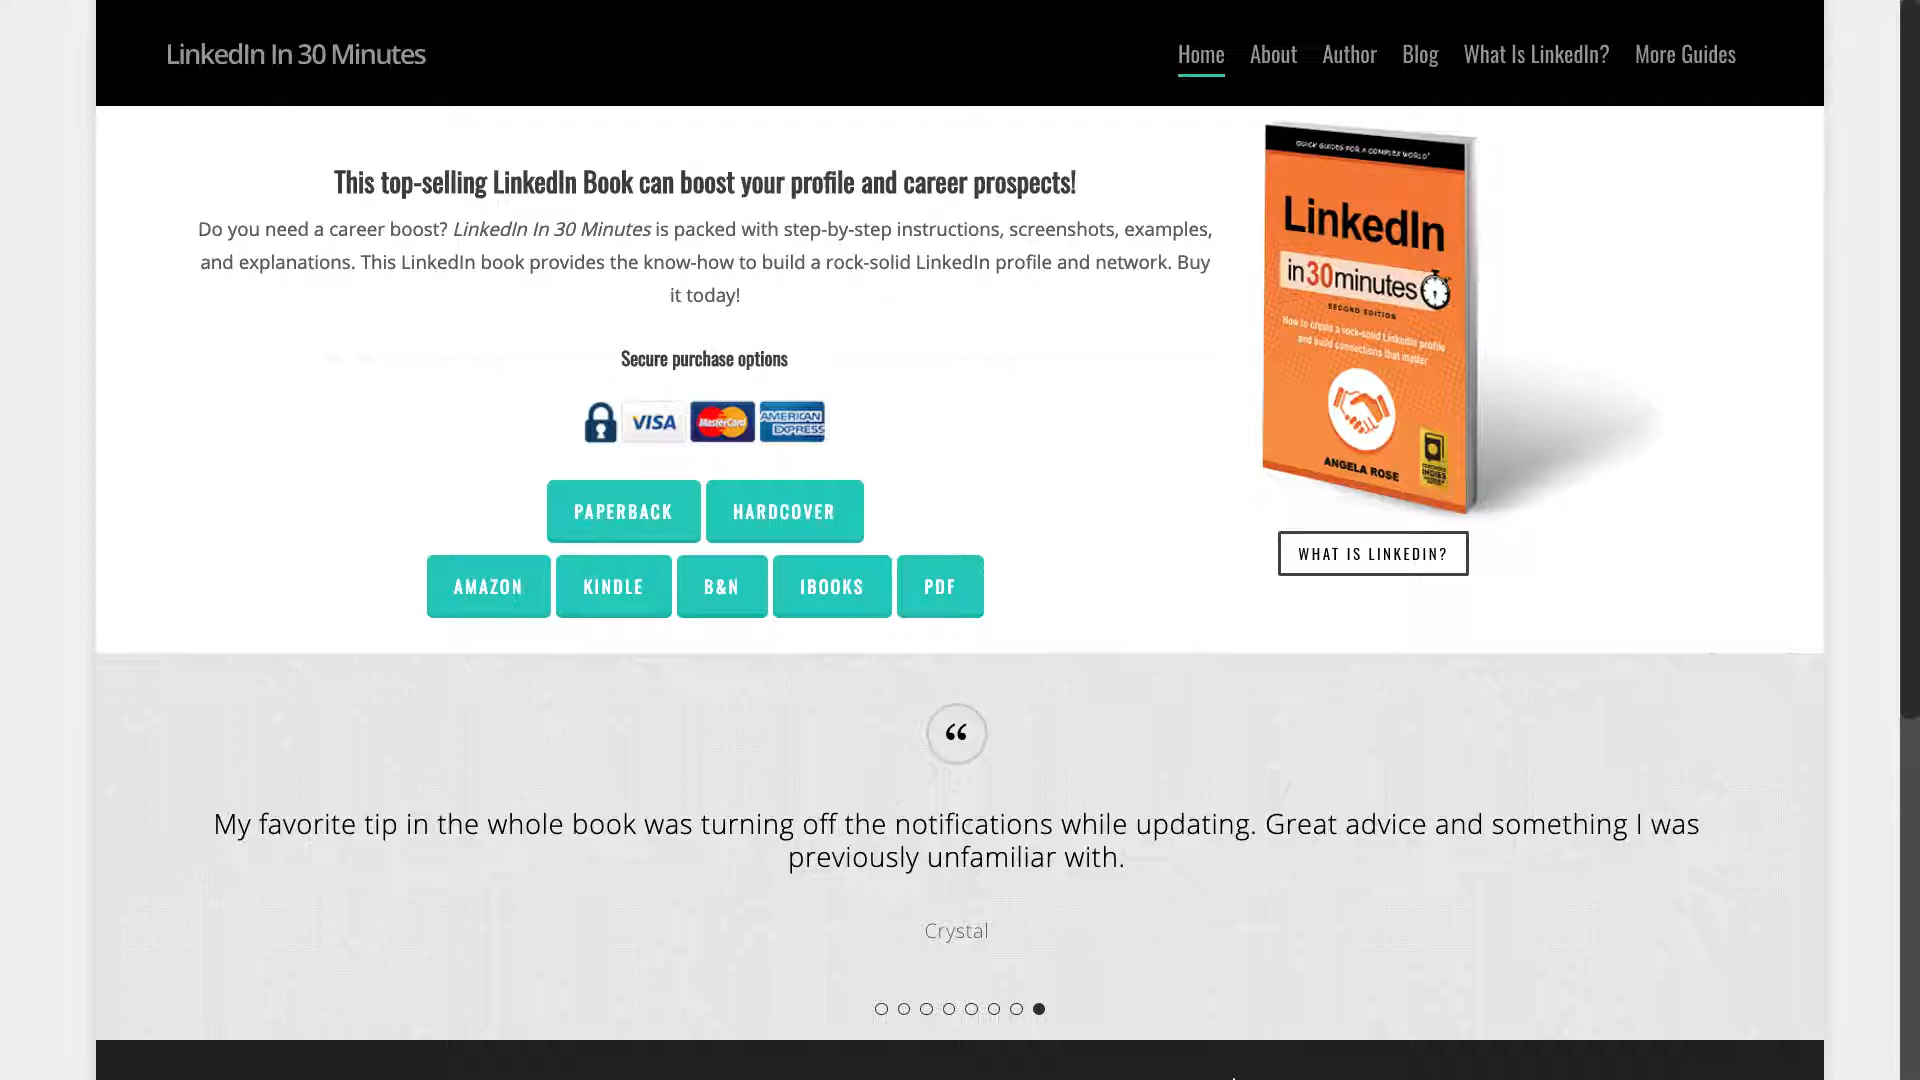 LinkedIn In 30 Minutes
Home About Author Blog What Is LinkedIn? More Guides
This top-selling LinkedIn Book can boost your profile and career prospects!
Do you need a career boost? LinkedIn In 30 Minutes is packed with step-by-step instructions, screenshots, examples,
and explanations. This LinkedIn book provides the know-how to build a rock-solid LinkedIn profile and network. Buy
it today!
Secure purchase options
VISA MasterCard AMERICAN EXPRESS
PAPERBACK HARDCOVER
AMAZON KINDLE B&N IBOOKS PDF
QUICK GUIDES FOR A COMPLEX WORLD®
LinkedIn
in30minutes
SECOND EDITION
How to create a rock-solid LinkedIn profile
and build connections that matter
ANGELA ROSE
WHAT IS LINKEDIN?
“
My favorite tip in the whole book was turning off the notifications while updating. Great advice and something I was
previously unfamiliar with.
Crystal